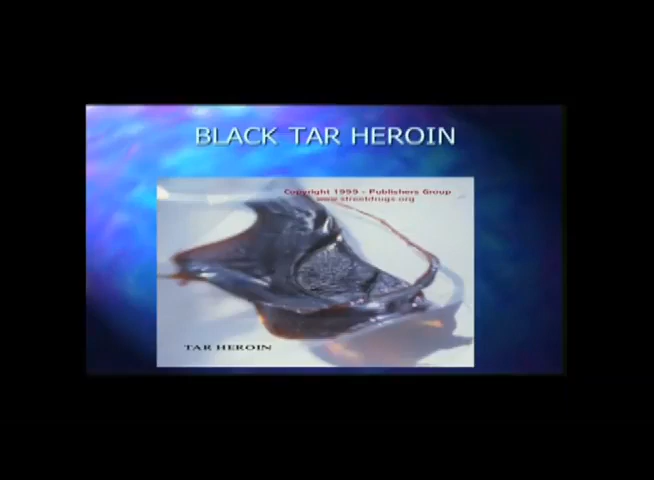 BLACK TAR HEROIN
Copyright 1999 - Publishers Group
www.streetdrugs.org
TAR HEROIN